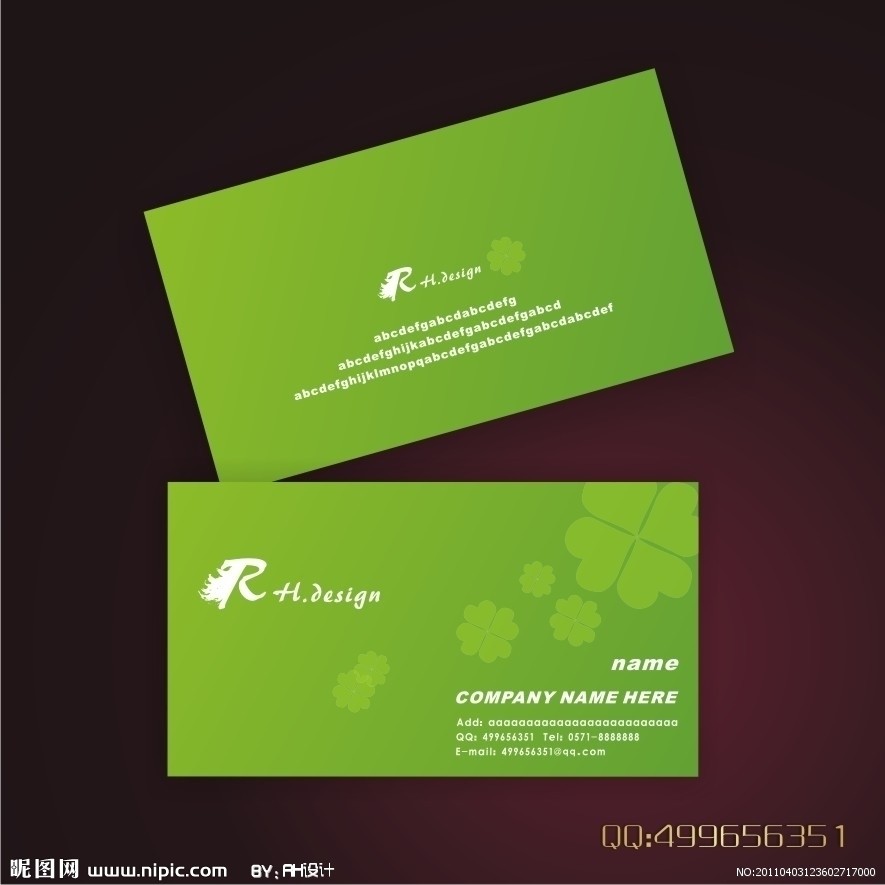 R H.design
abcdefgabcdabcdefg
abcdefghijkabcdefgabcdefgabcd
abcdefghijklmnopqabcdefgabcdefgabcdabcdef
R H.design
name
COMPANY NAME HERE
Add: aaaaaaaaaaaaaaaaaaaaaaaaa
QQ: 499656351 Tel: 0571-8888888
E-mail: 499656351@qq.com
QQ:499656351
昵图网 www.nipic.com BY:AH设计 NO:20110403123602717000